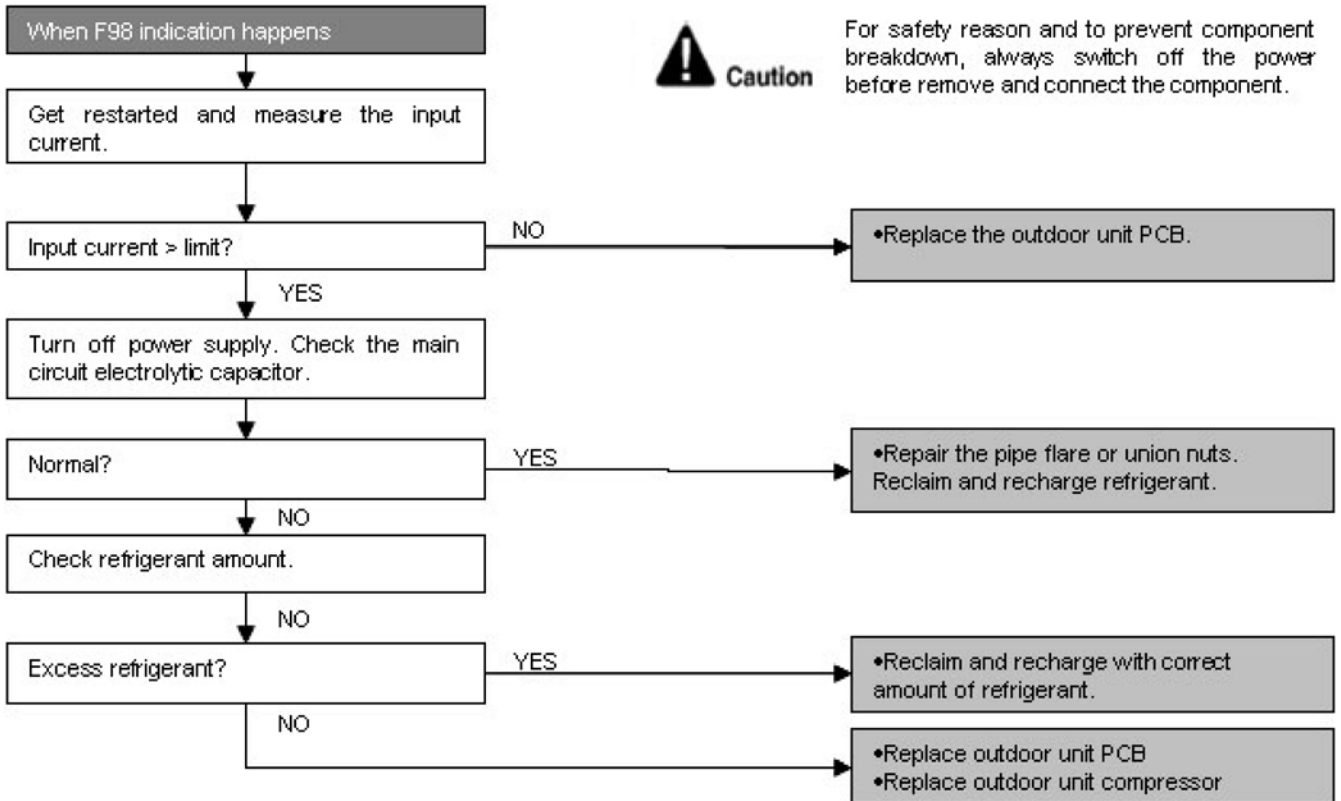 When F98 indication happens
Caution
For safety reason and to prevent component
breakdown, always switch off the power
before remove and connect the component.
Get restarted and measure the input
current.
Input current > limit?
NO
•Replace the outdoor unit PCB.
YES
Turn off power supply. Check the main
circuit electrolytic capacitor.
Normal?
YES
•Repair the pipe flare or union nuts.
Reclaim and recharge refrigerant.
NO
Check refrigerant amount.
NO
Excess refrigerant?
YES
•Reclaim and recharge with correct
amount of refrigerant.
NO
•Replace outdoor unit PCB
•Replace outdoor unit compressor